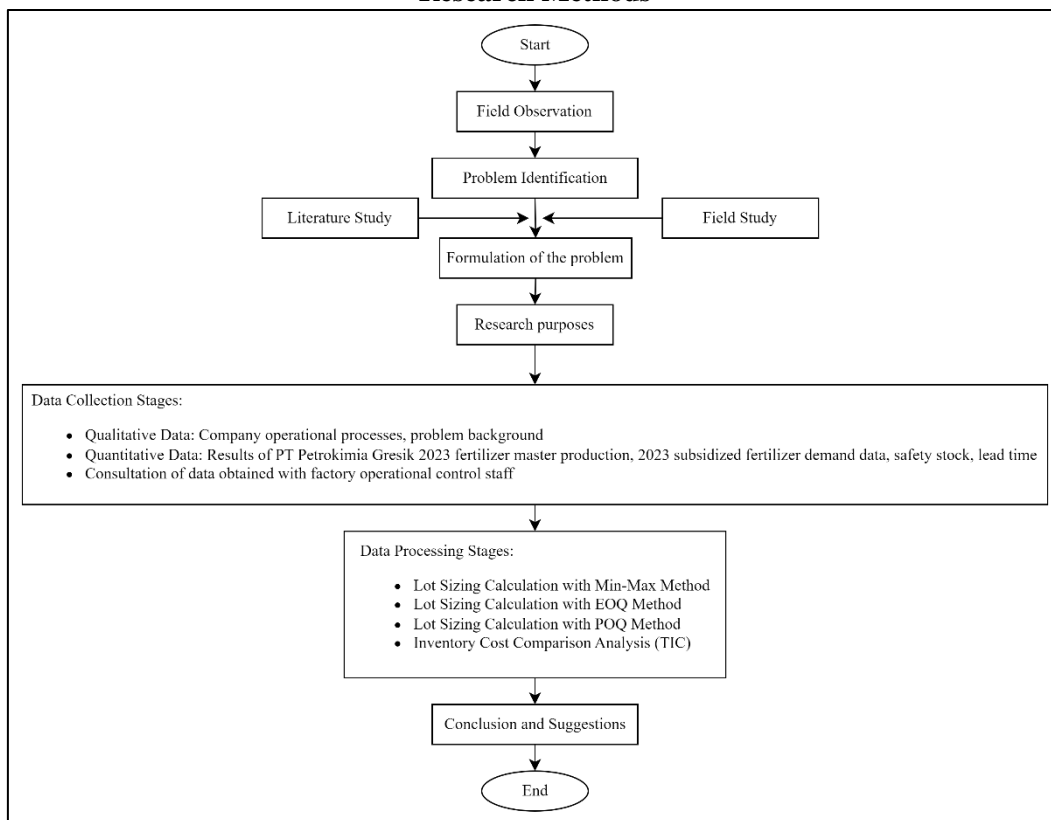 Research Methods
Start
Field Observation
Problem Identification
Literature Study
Field Study
Formulation of the problem
Research purposes
Data Collection Stages:
• Qualitative Data: Company operational processes, problem background
• Quantitative Data: Results of PT Petrokimia Gresik 2023 fertilizer master production, 2023 subsidized fertilizer demand data, safety stock, lead time
• Consultation of data obtained with factory operational control staff
Data Processing Stages:
• Lot Sizing Calculation with Min-Max Method
• Lot Sizing Calculation with EOQ Method
• Lot Sizing Calculation with POQ Method
• Inventory Cost Comparison Analysis (TIC)
Conclusion and Suggestions
End